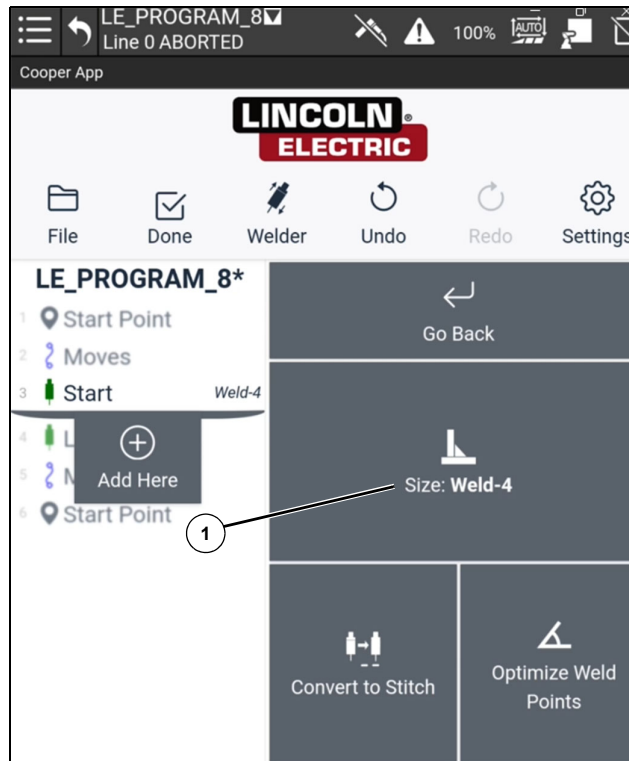 LE_PROGRAM_8
Line 0 ABORTED
100%
AUTO
Cooper App
LINCOLN ®
ELECTRIC
File
Done
Welder
Undo
Redo
Settings
LE_PROGRAM_8*
1 Start Point
2 Moves
3 Start Weld-4
4 L
Add Here
5 M
6 Start Point
1
Go Back
Size: Weld-4
Convert to Stitch
Optimize Weld
Points